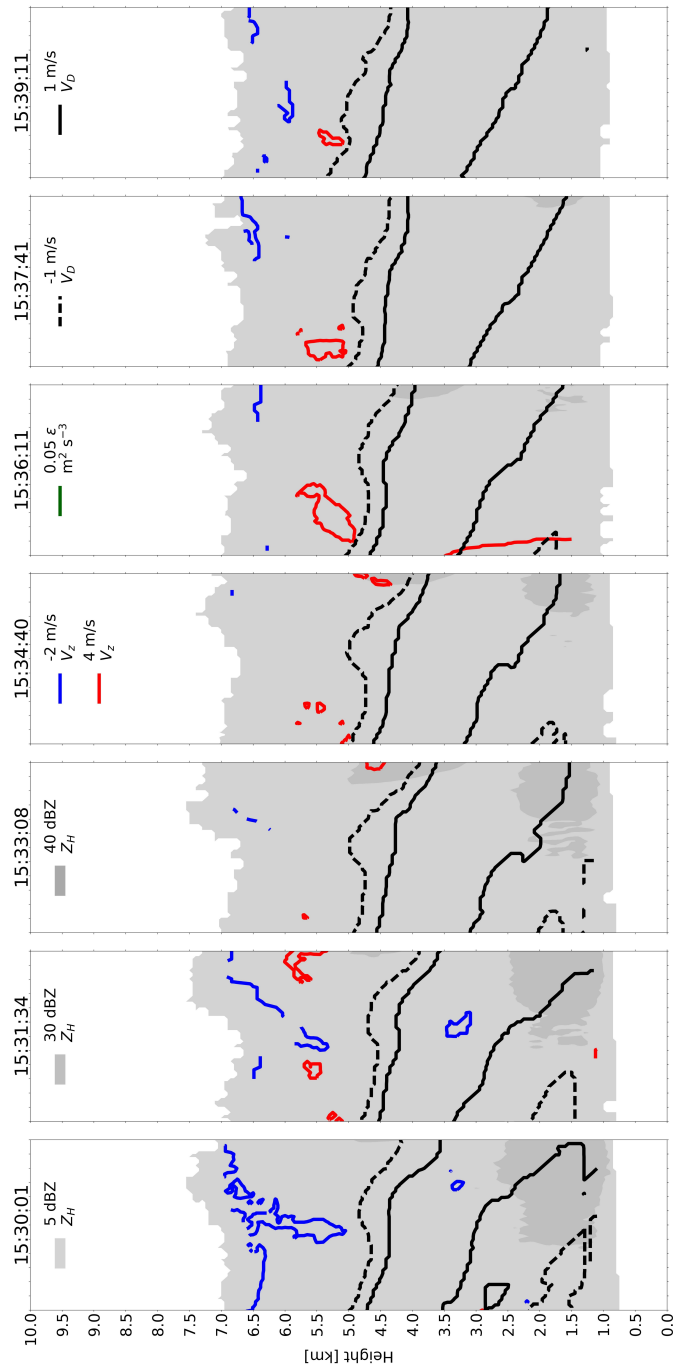 15:30:01
15:31:34
15:33:08
15:34:40
15:36:11
15:37:41
15:39:11
5 dBZ
Z_H
30 dBZ
Z_H
40 dBZ
Z_H
-2 m/s
V_z
4 m/s
V_z
0.05 ε
m² s⁻³
-1 m/s
V_D
1 m/s
V_D
Height [km]
10.0
9.5
9.0
8.5
8.0
7.5
7.0
6.5
6.0
5.5
5.0
4.5
4.0
3.5
3.0
2.5
2.0
1.5
1.0
0.5
0.0